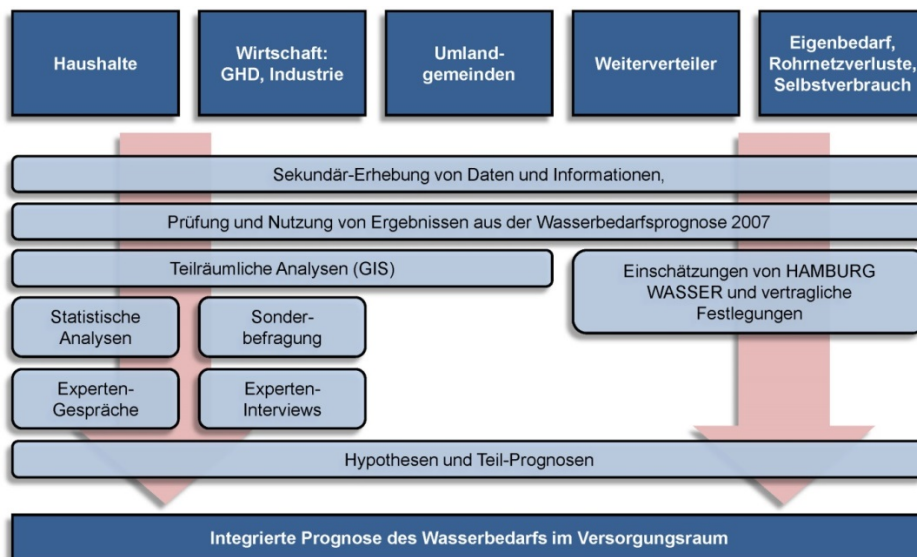 Haushalte
Wirtschaft:
GHD, Industrie
Umland-
gemeinden
Weiterverteiler
Eigenbedarf,
Rohrnetzverluste,
Selbstverbrauch
Sekundär-Erhebung von Daten und Informationen,
Prüfung und Nutzung von Ergebnissen aus der Wasserbedarfsprognose 2007
Teilräumliche Analysen (GIS)
Einschätzungen von HAMBURG
WASSER und vertragliche
Festlegungen
Statistische
Analysen
Sonder-
befragung
Experten-
Gespräche
Experten-
Interviews
Hypothesen und Teil-Prognosen
Integrierte Prognose des Wasserbedarfs im Versorgungsraum